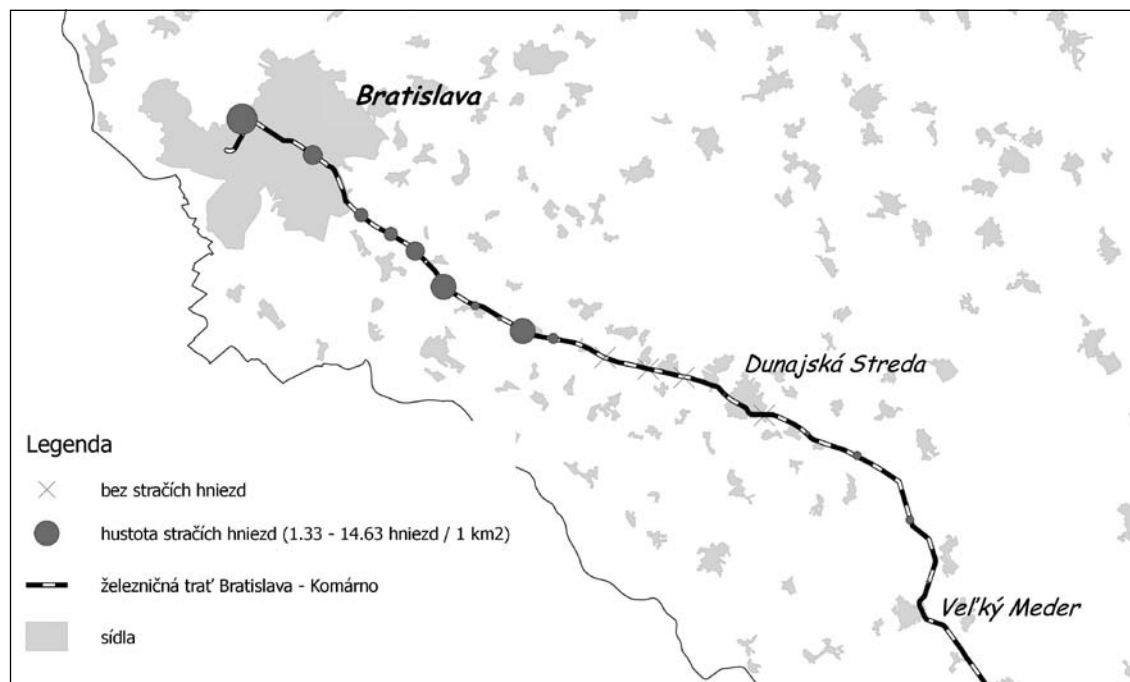 Bratislava
Dunajská Streda
Veľký Meder
Legenda
bez stračích hniezd
hustota stračích hniezd (1.33 - 14.63 hniezd / 1 km2)
železničná trať Bratislava - Komárno
sídla